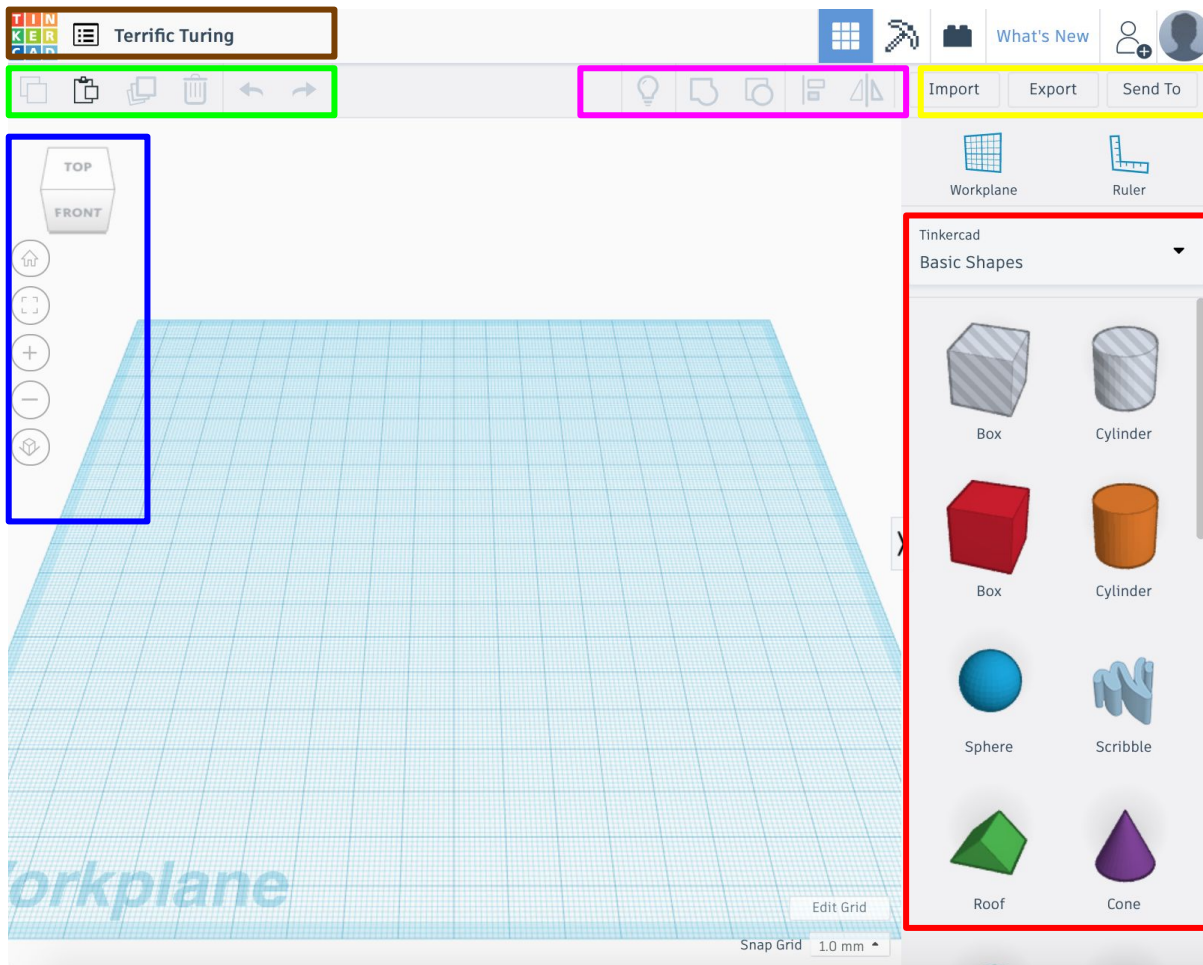 TIN
KER
CAD
Terrific Turing
What's New
Import Export Send To
TOP
FRONT
Workplane Ruler
Tinkercad
Basic Shapes
Box Cylinder
Box Cylinder
Sphere Scribble
Roof Cone
orkplane
Edit Grid
Snap Grid 1.0 mm